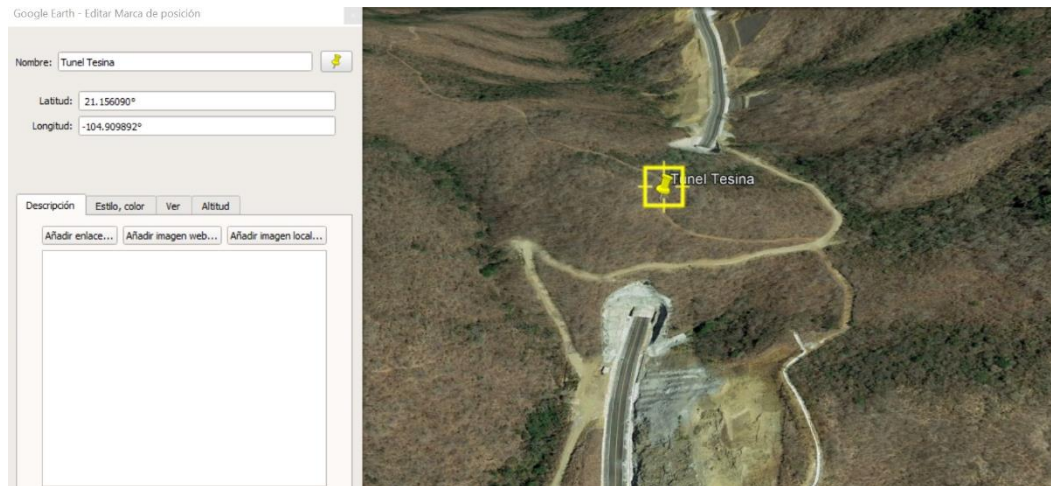 Google Earth - Editar Marca de posición
Nombre: Tunel Tesina
Latitud: 21.156090°
Longitud: -104.909892°
Descripción Estilo, color Ver Altitud
Añadir enlace... Añadir imagen web... Añadir imagen local...
Tunel Tesina